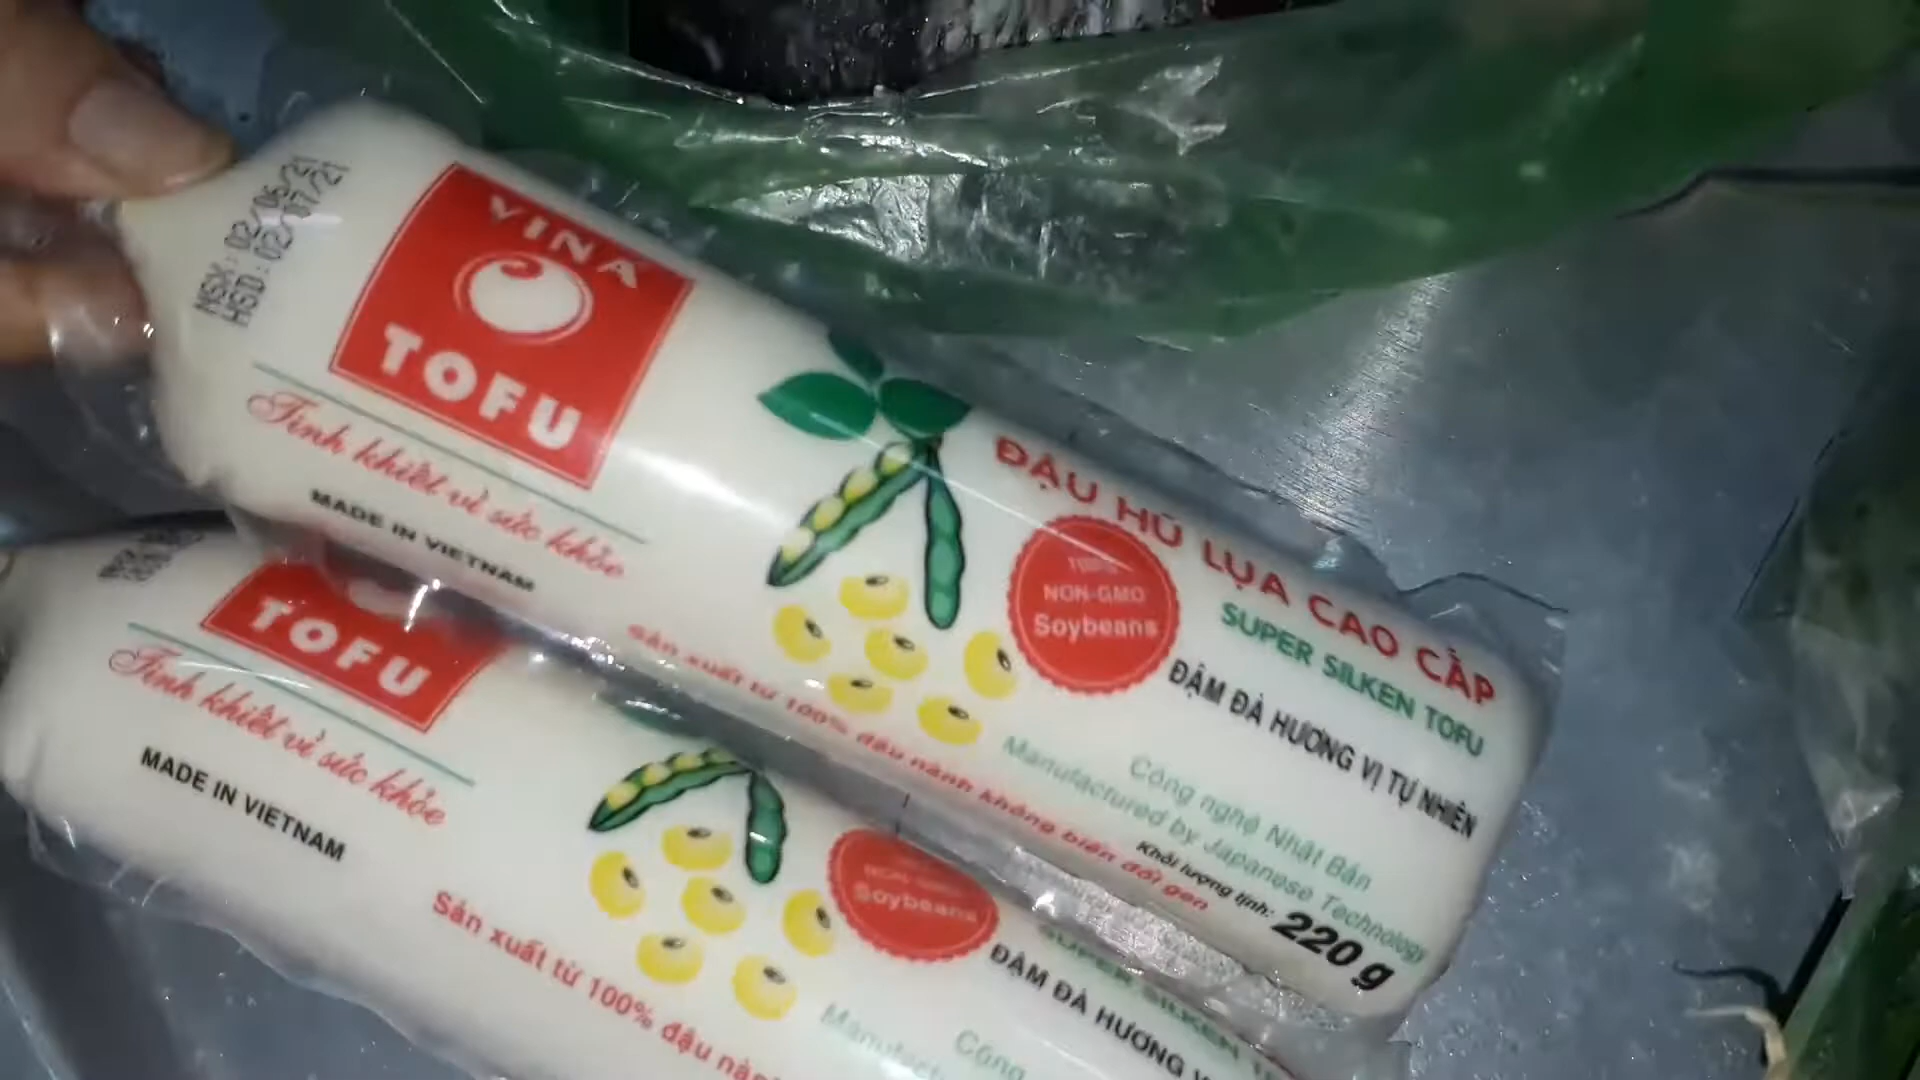 NSX: 02/06/21
HSD: 02/07/21
VINA
TOFU
Tinh khiết vì sức khỏe
MADE IN VIETNAM
ĐẬU HŨ LỤA CAO CẤP
SUPER SILKEN TOFU
100%
NON-GMO
Soybeans
ĐẬM ĐÀ HƯƠNG VỊ TỰ NHIÊN
Công nghệ Nhật Bản
Manufactured by Japanese Technology
Sản xuất từ 100% đậu nành không biến đổi gen
Khối lượng tịnh: 220 g
TOFU
Tinh khiết vì sức khỏe
MADE IN VIETNAM
NON-GMO
Soybeans
SUPER SILKEN
ĐẬM ĐÀ HƯƠNG
Công
Sản xuất từ 100% đậu